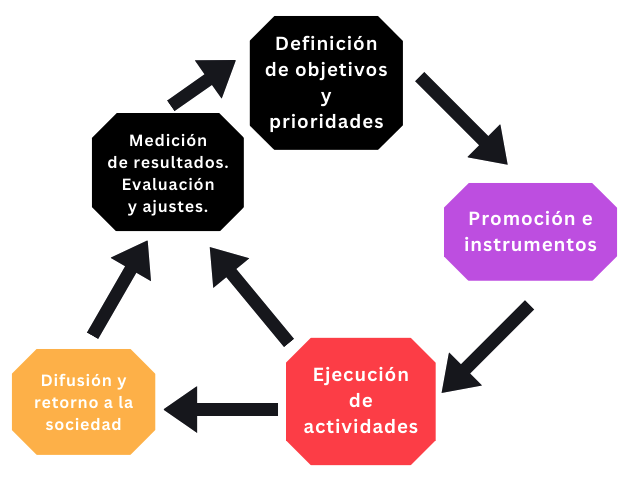 Definición
de objetivos
y
prioridades
Medición
de resultados.
Evaluación
y ajustes.
Promoción e
instrumentos
Ejecución
de
actividades
Difusión y
retorno a la
sociedad